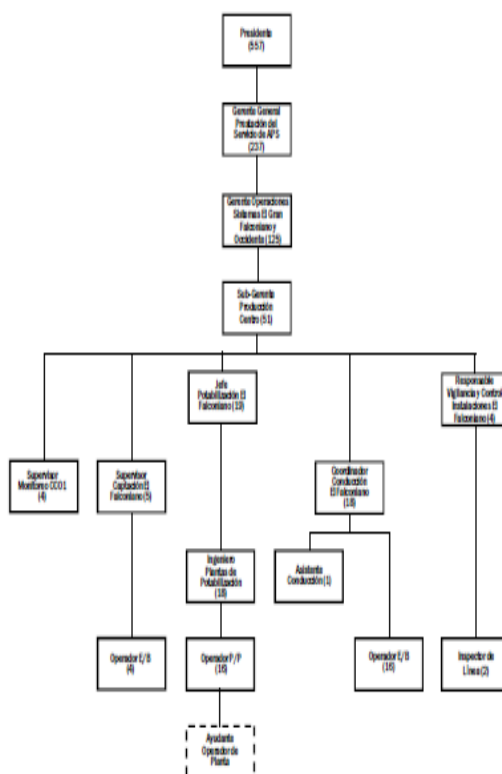 Presidente
(557)
Gerente General
Prestación del
Servicio de APS
(237)
Gerente Operaciones
Sistemas El Gran
Falconiano y
Occidente (125)
Sub-Gerente
Producción
Centro (51)
Jefe
Potabilización El
Falconiano (19)
Responsable
Vigilancia y Control
Instalaciones El
Falconiano (4)
Supervisor
Monitoreo CCO1
(4)
Supervisor
Captación El
Falconiano (5)
Coordinador
Conducción
El Falconiano
(18)
Ingeniero
Plantas de
Potabilización
(18)
Asistente
Conducción (1)
Operador E/B
(4)
Operador P/P
Operador E/B
(16)
Inspector de
Línea (2)
Ayudante
Operador de
Planta